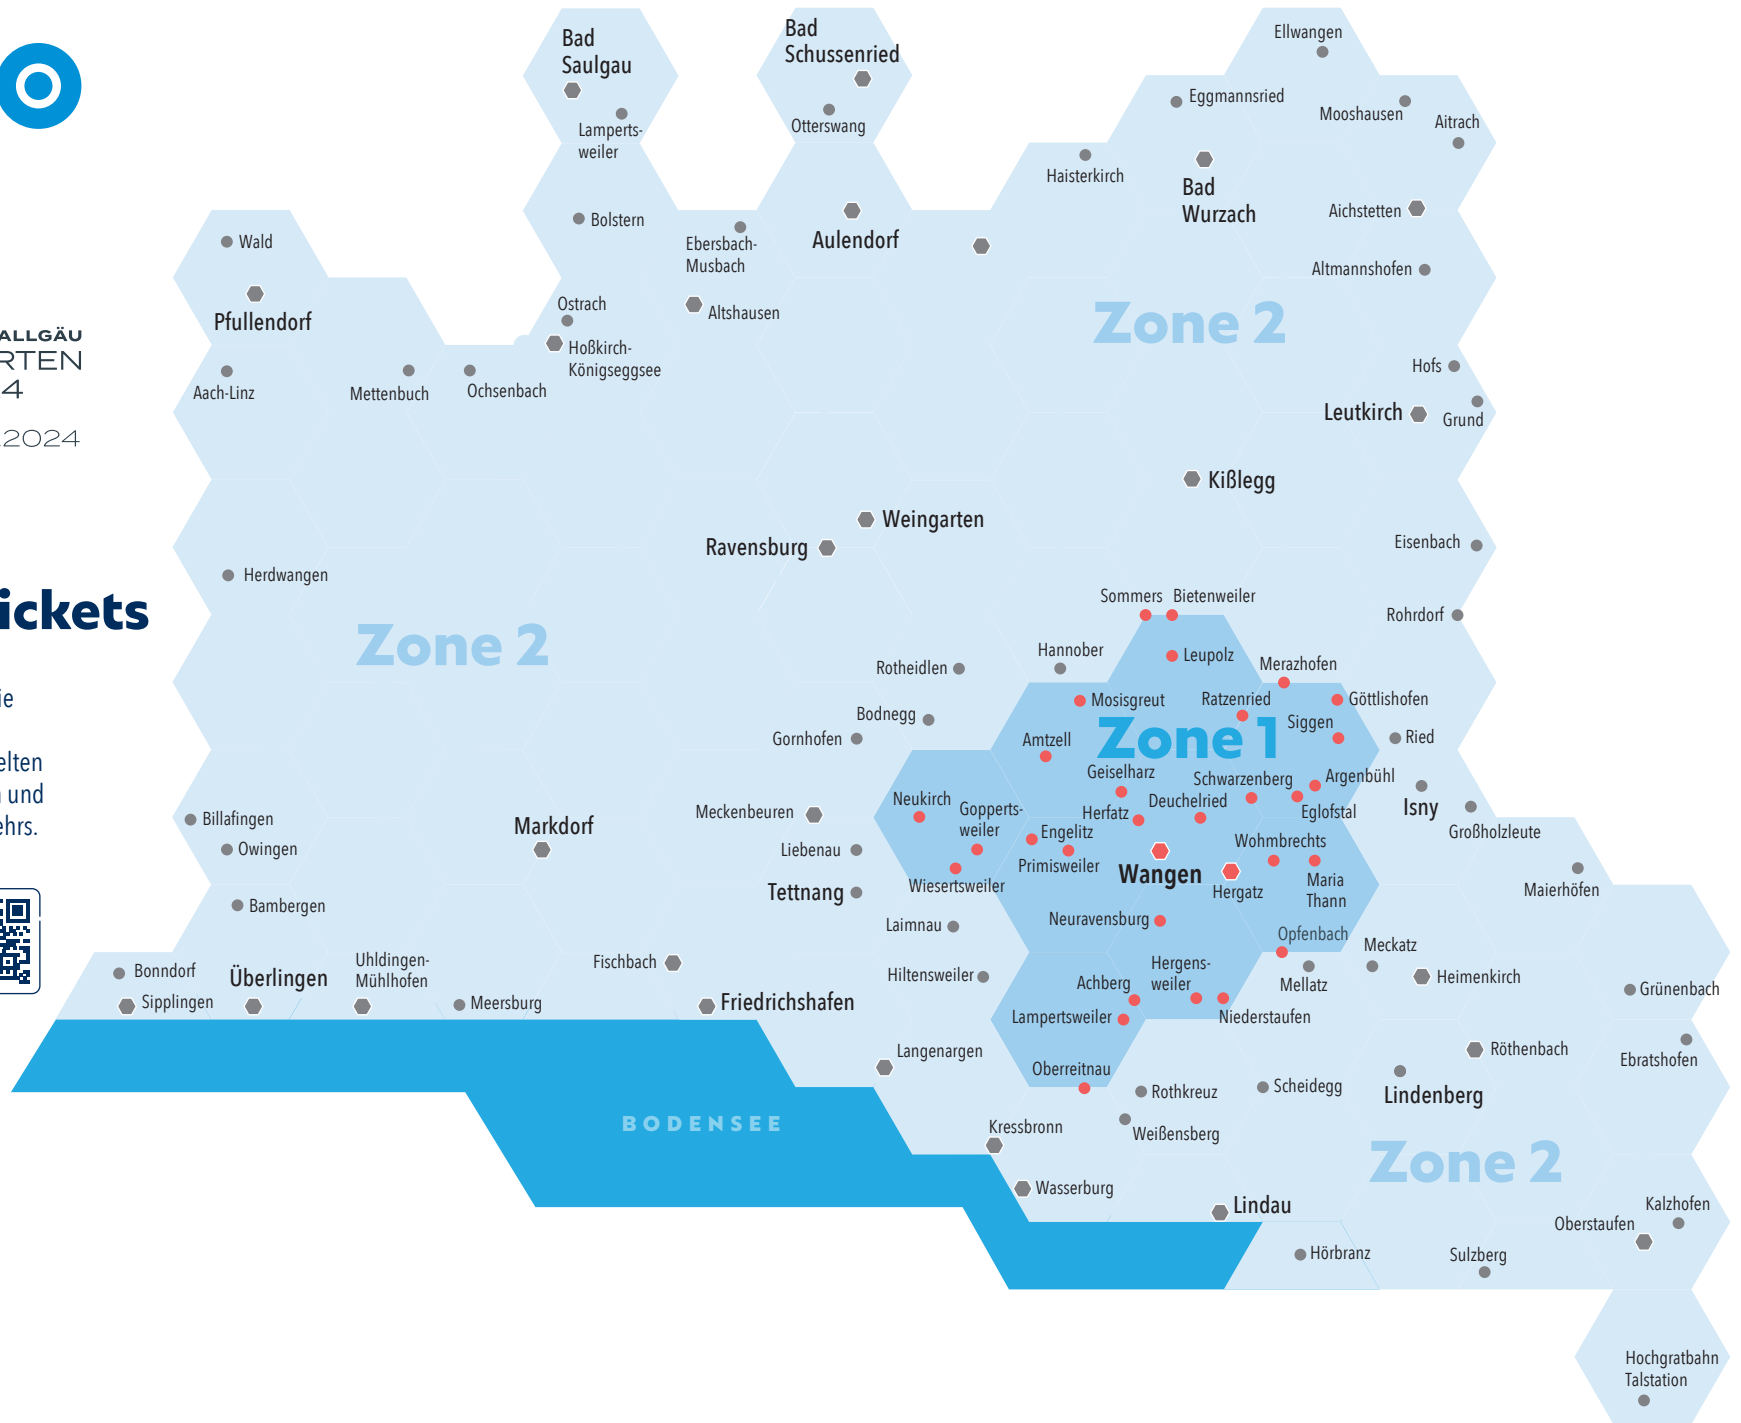 ALLGÄU
RTEN
4
.2024
ickets
ie
elten
und
ehrs.
Bad
Saulgau
Lamperts-
weiler
Bad
Schussenried
Otterswang
Ellwangen
Eggmannsried
Mooshausen
Aitrach
Haisterkirch
Bad
Wurzach
Aichstetten
Altmannshofen
Bolstern
Ebersbach-
Musbach
Aulendorf
Wald
Pfullendorf
Ostrach
Altshausen
Hoßkirch-
Königseggsee
Zone 2
Aach-Linz
Mettenbuch
Ochsenbach
Hofs
Leutkirch
Grund
Kißlegg
Weingarten
Ravensburg
Eisenbach
Herdwangen
Zone 2
Sommers
Bietenweiler
Rohrdorf
Rotheidlen
Hannober
Leupolz
Merazhofen
Bodnegg
Mosisgreut
Ratzenried
Göttlishofen
Gornhofen
Amtzell
Zone 1
Siggen
Ried
Geiselharz
Schwarzenberg
Argenbühl
Meckenbeuren
Neukirch
Gopperts-
weiler
Herfatz
Deuchelried
Eglofstal
Isny
Großholzleute
Billafingen
Owingen
Markdorf
Liebenau
Engelitz
Primisweiler
Wohmbrechts
Wangen
Hergatz
Maria
Thann
Maierhöfen
Tettnang
Wiesertsweiler
Bambergen
Laimnau
Neuravensburg
Opfenbach
Meckatz
Bonndorf
Sipplingen
Überlingen
Uhldingen-
Mühlhofen
Meersburg
Fischbach
Friedrichshafen
Hiltensweiler
Achberg
Hergens-
weiler
Mellatz
Heimenkirch
Grünenbach
Lampertsweiler
Niederstaufen
Langenargen
Oberreitnau
Röthenbach
Ebratshofen
Rothkreuz
Scheidegg
Lindenberg
BODENSEE
Kressbronn
Weißensberg
Zone 2
Wasserburg
Lindau
Kalzhofen
Oberstaufen
Hörbranz
Sulzberg
Hochgratbahn
Talstation